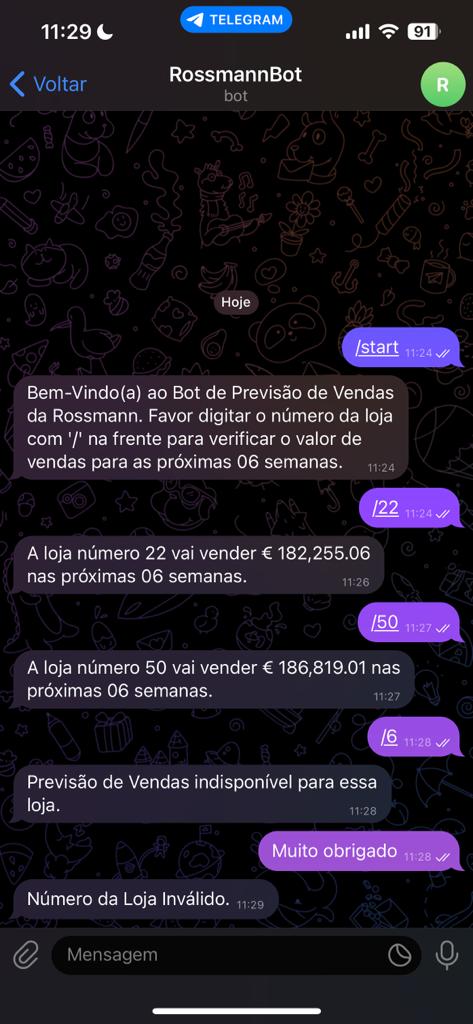 11:29
TELEGRAM
91
Voltar
RossmannBot
bot
R
Hoje
/start 11:24
Bem-Vindo(a) ao Bot de Previsão de Vendas
da Rossmann. Favor digitar o número da loja
com '/' na frente para verificar o valor de
vendas para as próximas 06 semanas. 11:24
/22 11:24
A loja número 22 vai vender € 182,255.06
nas próximas 06 semanas. 11:26
/50 11:27
A loja número 50 vai vender € 186,819.01 nas
próximas 06 semanas. 11:27
/6 11:28
Previsão de Vendas indisponível para essa
loja. 11:28
Muito obrigado 11:28
Número da Loja Inválido. 11:29
Mensagem